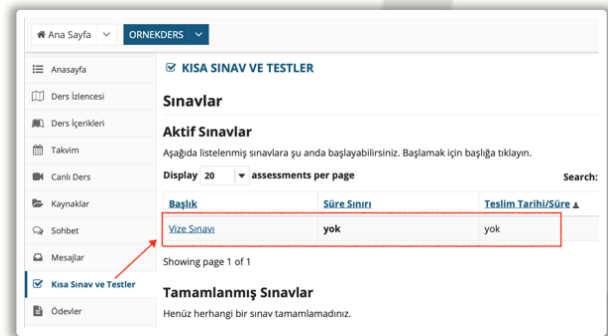 Ana Sayfa
ORNEKDERS
Anasayfa
Ders İzlencesi
Ders İçerikleri
Takvim
Canlı Ders
Kaynaklar
Sohbet
Mesajlar
Kısa Sınav ve Testler
Ödevler
KISA SINAV VE TESTLER
Sınavlar
Aktif Sınavlar
Aşağıda listelenmiş sınavlara şu anda başlayabilirsiniz. Başlamak için başlığa tıklayın.
Display 20 assessments per page
Search:
Başlık Süre Sınırı Teslim Tarihi/Süre
Vize Sınavı yok yok
Showing page 1 of 1
Tamamlanmış Sınavlar
Henüz herhangi bir sınav tamamlamadınız.